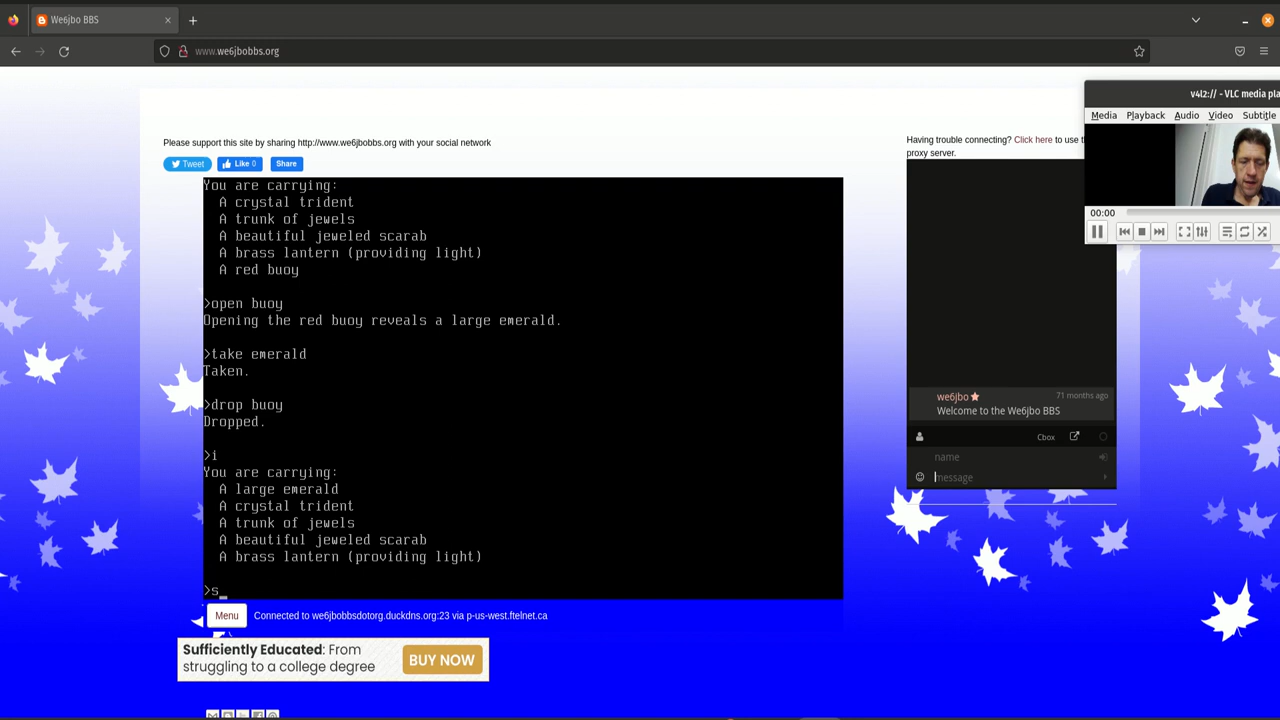 We6jbo BBS
www.we6jbobbs.org
v4l2:// - VLC media pla
Media Playback Audio Video Subtitle
00:00
Please support this site by sharing http://www.we6jbobbs.org with your social network
Tweet
Like 0
Share
Having trouble connecting? Click here to use t
proxy server.
You are carrying:
A crystal trident
A trunk of jewels
A beautiful jeweled scarab
A brass lantern (providing light)
A red buoy
>open buoy
Opening the red buoy reveals a large emerald.
>take emerald
Taken.
>drop buoy
Dropped.
>i
You are carrying:
A large emerald
A crystal trident
A trunk of jewels
A beautiful jeweled scarab
A brass lantern (providing light)
>s_
we6jbo 71 months ago
Welcome to the We6jbo BBS
Cbox
name
message
Menu
Connected to we6jbobbsdotorg.duckdns.org:23 via p-us-west.ftelnet.ca
Sufficiently Educated: From
struggling to a college degree
BUY NOW